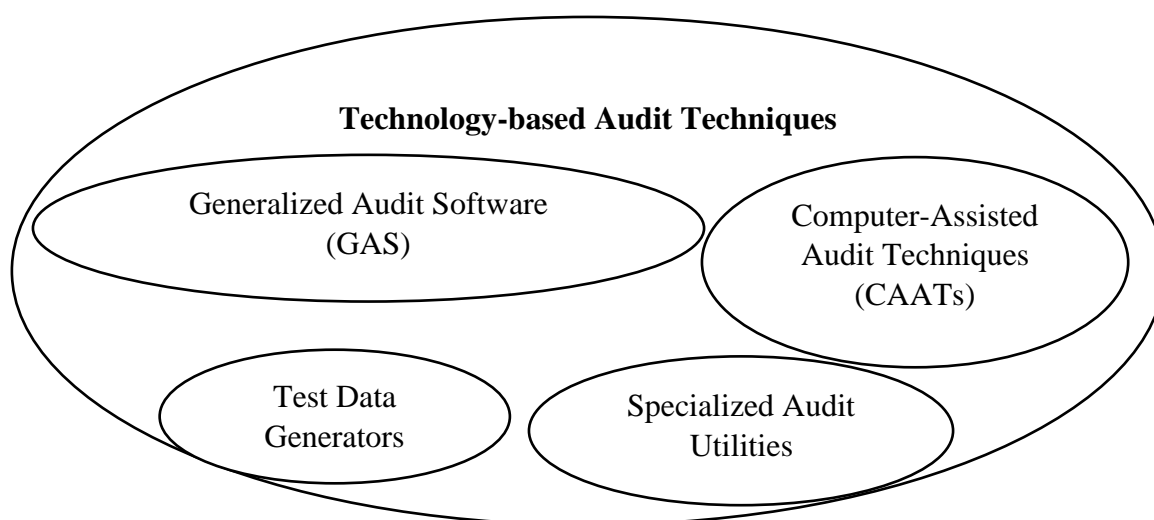 Technology-based Audit Techniques
Generalized Audit Software
(GAS)
Computer-Assisted
Audit Techniques
(CAATs)
Test Data
Generators
Specialized Audit
Utilities